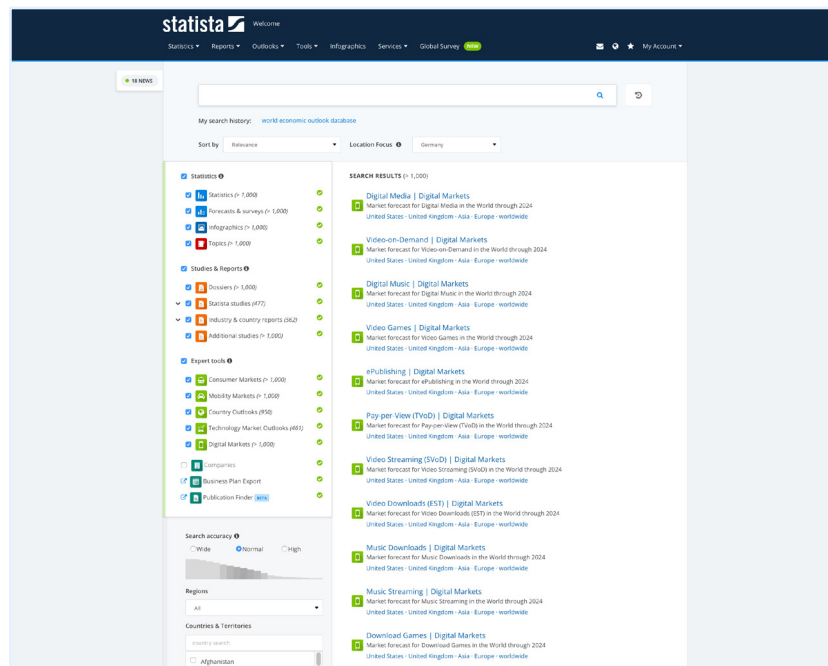 statista Welcome
Statistics Reports Outlooks Tools Infographics Services Global Survey NEW My Account
18 NEWS
My search history: world economic outlook database
Sort by Relevance Location Focus Germany
Statistics
Statistics (> 1,000)
Forecasts & surveys (> 1,000)
Infographics (> 1,000)
Topics (> 1,000)
Studies & Reports
Dossiers (> 1,000)
Statista studies (477)
Industry & country reports (562)
Additional studies (> 1,000)
Expert tools
Consumer Markets (> 1,000)
Mobility Markets (> 1,000)
Country Outlooks (950)
Technology Market Outlooks (461)
Digital Markets (> 1,000)
Companies
Business Plan Export
Publication Finder BETA
Search accuracy
Wide Normal High
Regions
All
Countries & Territories
country search
Afghanistan
SEARCH RESULTS (> 1,000)
Digital Media | Digital Markets
Market forecast for Digital Media in the World through 2024
United States - United Kingdom - Asia - Europe - worldwide
Video-on-Demand | Digital Markets
Market forecast for Video-on-Demand in the World through 2024
United States - United Kingdom - Asia - Europe - worldwide
Digital Music | Digital Markets
Market forecast for Digital Music in the World through 2024
United States - United Kingdom - Asia - Europe - worldwide
Video Games | Digital Markets
Market forecast for Video Games in the World through 2024
United States - United Kingdom - Asia - Europe - worldwide
ePublishing | Digital Markets
Market forecast for ePublishing in the World through 2024
United States - United Kingdom - Asia - Europe - worldwide
Pay-per-View (TVoD) | Digital Markets
Market forecast for Pay-per-View (TVoD) in the World through 2024
United States - United Kingdom - Asia - Europe - worldwide
Video Streaming (SVoD) | Digital Markets
Market forecast for Video Streaming (SVoD) in the World through 2024
United States - United Kingdom - Asia - Europe - worldwide
Video Downloads (EST) | Digital Markets
Market forecast for Video Downloads (EST) in the World through 2024
United States - United Kingdom - Asia - Europe - worldwide
Music Downloads | Digital Markets
Market forecast for Music Downloads in the World through 2024
United States - United Kingdom - Asia - Europe - worldwide
Music Streaming | Digital Markets
Market forecast for Music Streaming in the World through 2024
United States - United Kingdom - Asia - Europe - worldwide
Download Games | Digital Markets
Market forecast for Download Games in the World through 2024
United States - United Kingdom - Asia - Europe - worldwide